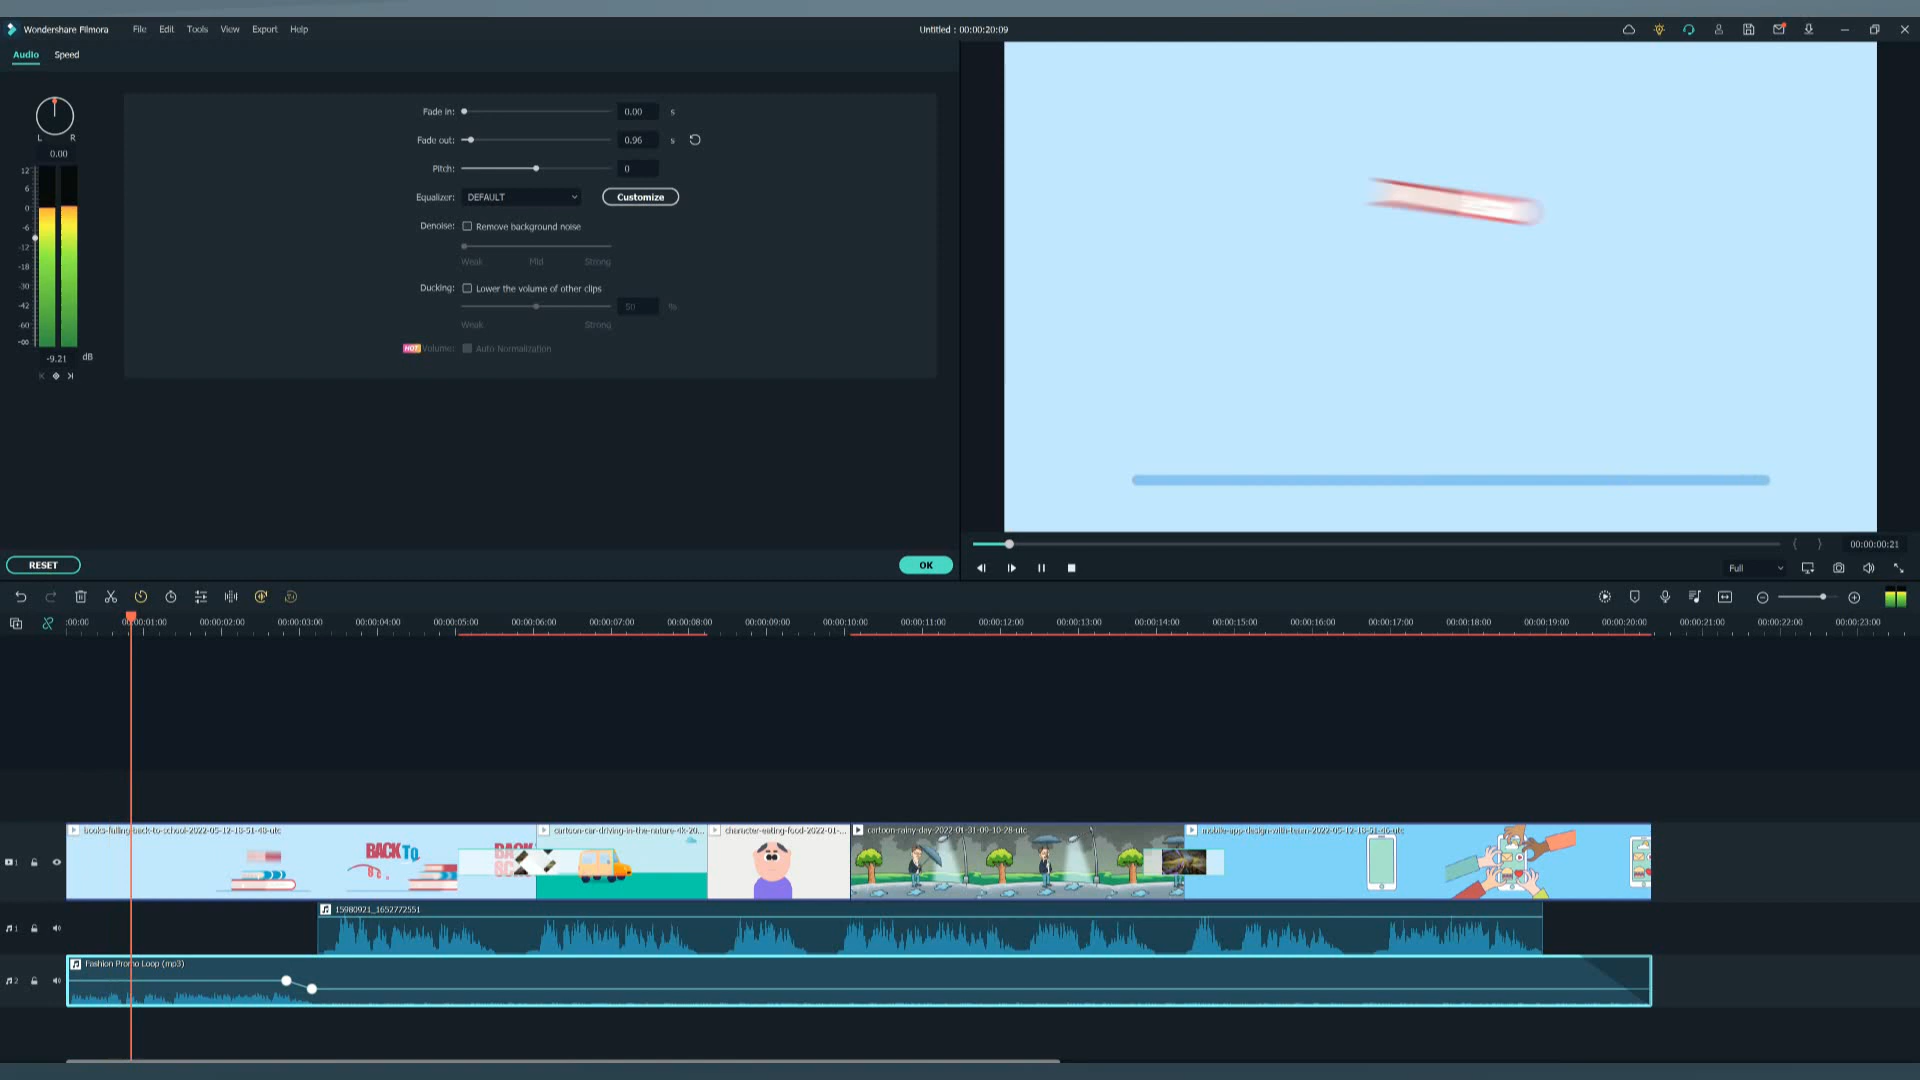 Wondershare Filmora File Edit Tools View Export Help Untitled : 00:00:20:09
Audio Speed
L R
0.00
12
6
0
-6
-12
-18
-30
-42
-60
-∞
-9.21 dB
Fade in: 0.00 s
Fade out: 0.96 s
Pitch: 0
Equalizer: DEFAULT Customize
Denoise: Remove background noise
Weak Mid Strong
Ducking: Lower the volume of other clips
50 %
Weak Strong
HOT Volume: Auto Normalization
RESET OK
00:00:00:21
Full
:00:00 00:00:01:00 00:00:02:00 00:00:03:00 00:00:04:00 00:00:05:00 00:00:06:00 00:00:07:00 00:00:08:00 00:00:09:00 00:00:10:00 00:00:11:00 00:00:12:00 00:00:13:00 00:00:14:00 00:00:15:00 00:00:16:00 00:00:17:00 00:00:18:00 00:00:19:00 00:00:20:00 00:00:21:00 00:00:22:00 00:00:23:00
books-falling-back-to-school-2022-05-12-18-51-48-utc cartoon-car-driving-in-the-nature-4k-20... character-eating-food-2022-01-... cartoon-rainy-day-2022-01-31-09-10-28-utc mobile-app-design-with-team-2022-05-12-18-51-46-utc
BACK TO
BACK
1
15980921_1652772551
1
Fashion Promo Loop (mp3)
2